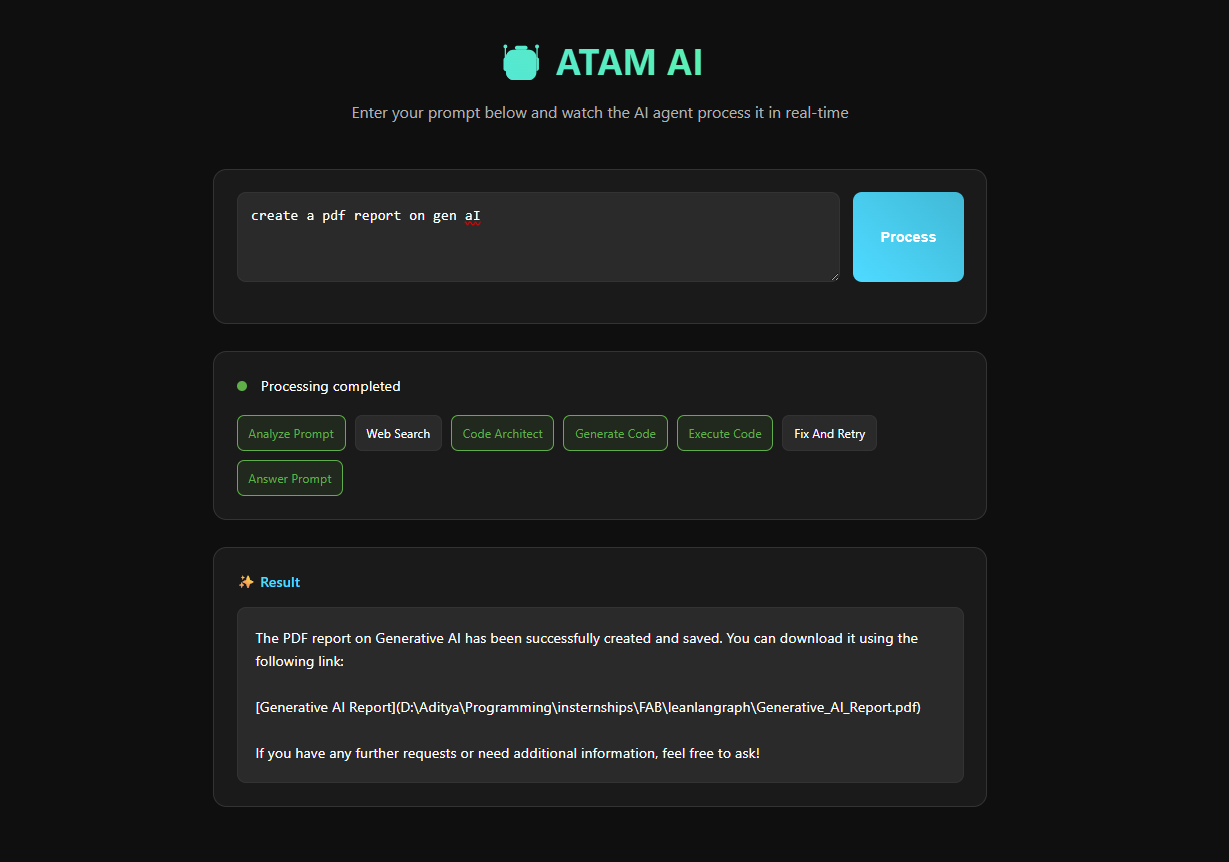 ATAM AI
Enter your prompt below and watch the AI agent process it in real-time
create a pdf report on gen aI
Process
Processing completed
Analyze Prompt
Web Search
Code Architect
Generate Code
Execute Code
Fix And Retry
Answer Prompt
✨ Result
The PDF report on Generative AI has been successfully created and saved. You can download it using the
following link:
[Generative AI Report](D:\Aditya\Programming\insternships\FAB\leanlangraph\Generative_AI_Report.pdf)
If you have any further requests or need additional information, feel free to ask!